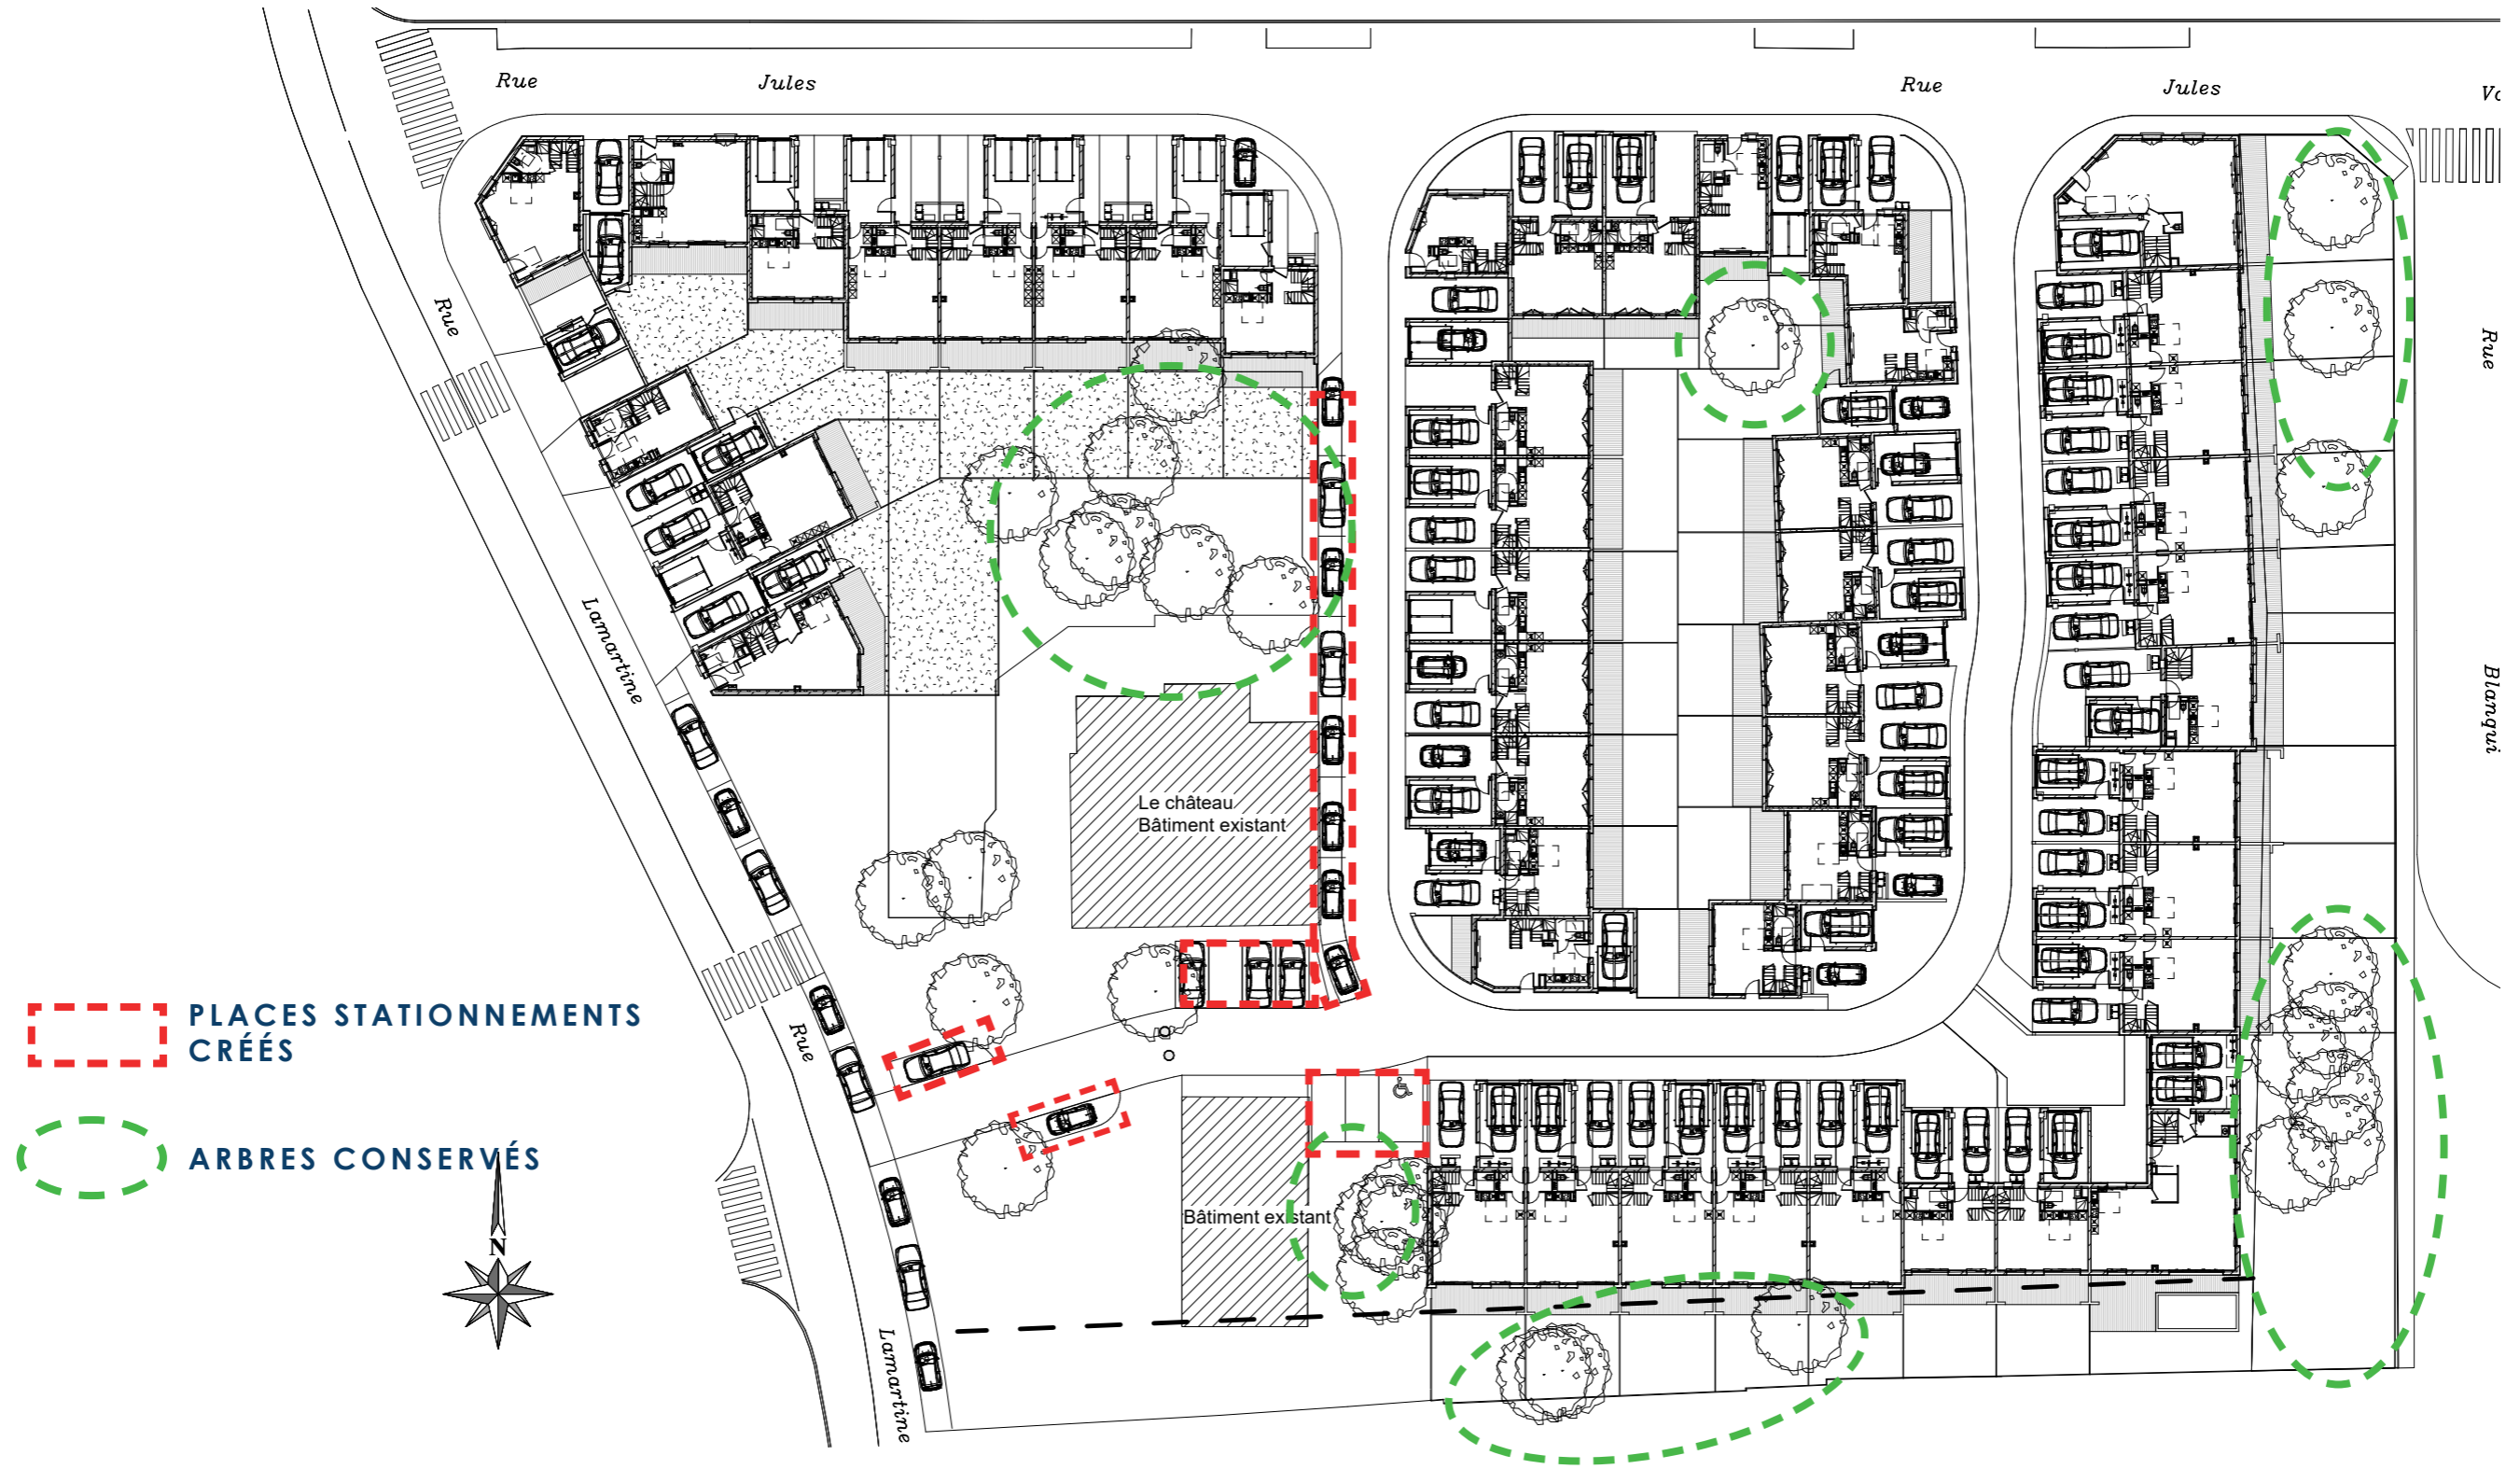 Rue
Jules
Rue
Jules
Rue
Rue
Blanqui
Lamartine
Le château
Bâtiment existant
PLACES STATIONNEMENTS
CRÉÉS
Rue
ARBRES CONSERVÉS
Bâtiment existant
N
Lamartine